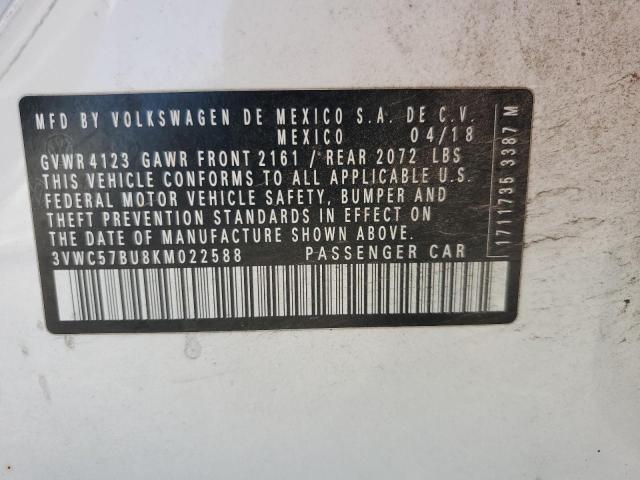 MFD BY VOLKSWAGEN DE MEXICO S.A. DE C.V.
MEXICO 04/18
GVWR 4123 GAWR FRONT 2161 / REAR 2072 LBS
THIS VEHICLE CONFORMS TO ALL APPLICABLE U.S.
FEDERAL MOTOR VEHICLE SAFETY, BUMPER AND
THEFT PREVENTION STANDARDS IN EFFECT ON
THE DATE OF MANUFACTURE SHOWN ABOVE.
3VWC57BU8KM022588 PASSENGER CAR
1711735 3387 M